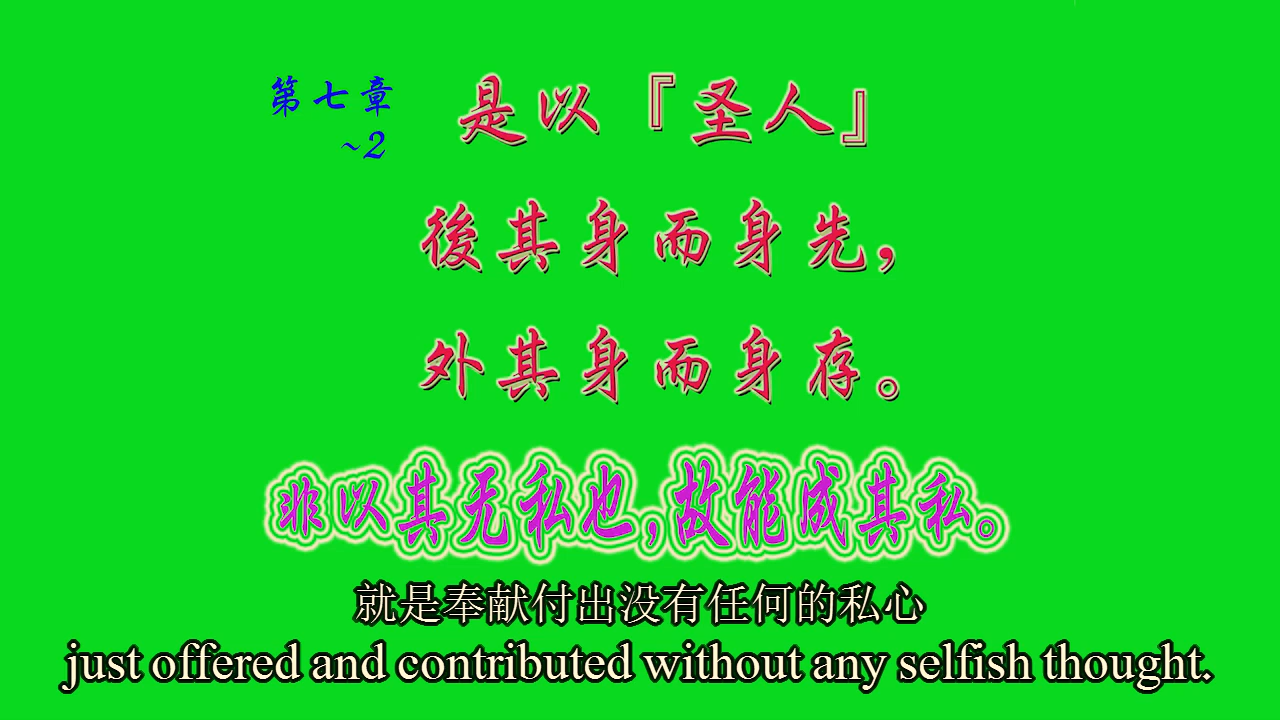 第七章
~2
是以『圣人』
後其身而身先,
外其身而身存。
非以其无私也,故能成其私。
就是奉献付出没有任何的私心
just offered and contributed without any selfish thought.